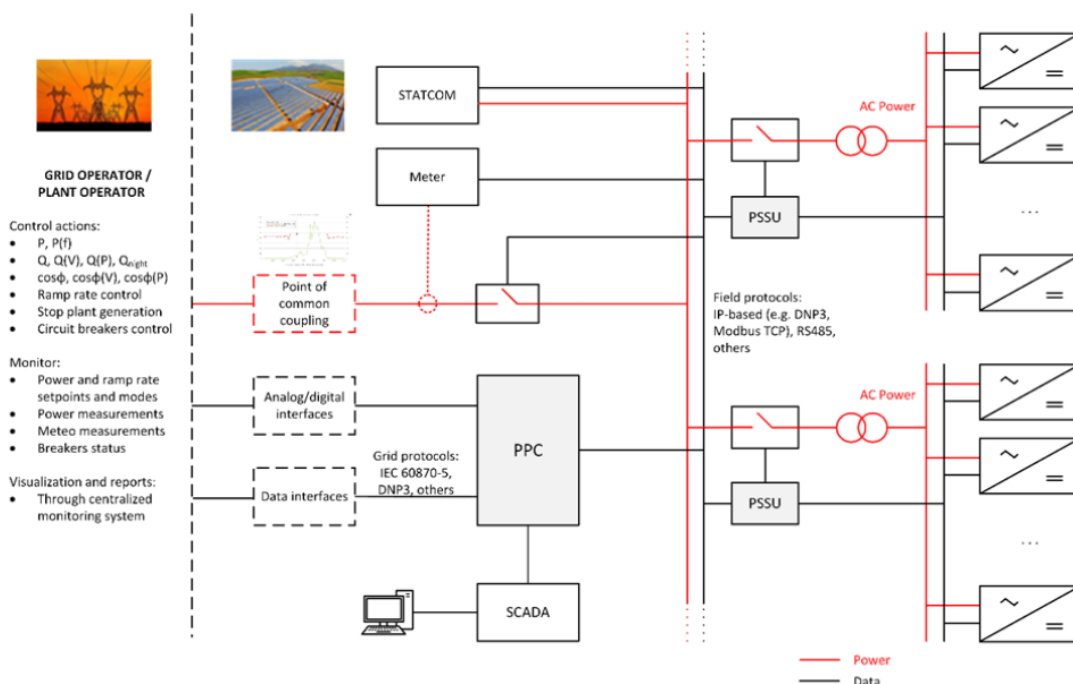 GRID OPERATOR /
PLANT OPERATOR
Control actions:
• P, P(f)
• Q, Q(V), Q(P), Qnight
• cosϕ, cosϕ(V), cosϕ(P)
• Ramp rate control
• Stop plant generation
• Circuit breakers control
Monitor:
• Power and ramp rate
setpoints and modes
• Power measurements
• Meteo measurements
• Breakers status
Visualization and reports:
• Through centralized
monitoring system
STATCOM
Meter
Point of
common
coupling
Analog/digital
interfaces
Data interfaces
Grid protocols:
IEC 60870-5,
DNP3, others
PPC
SCADA
AC Power
PSSU
...
Field protocols:
IP-based (e.g. DNP3,
Modbus TCP), RS485,
others
AC Power
PSSU
...
Power
Data